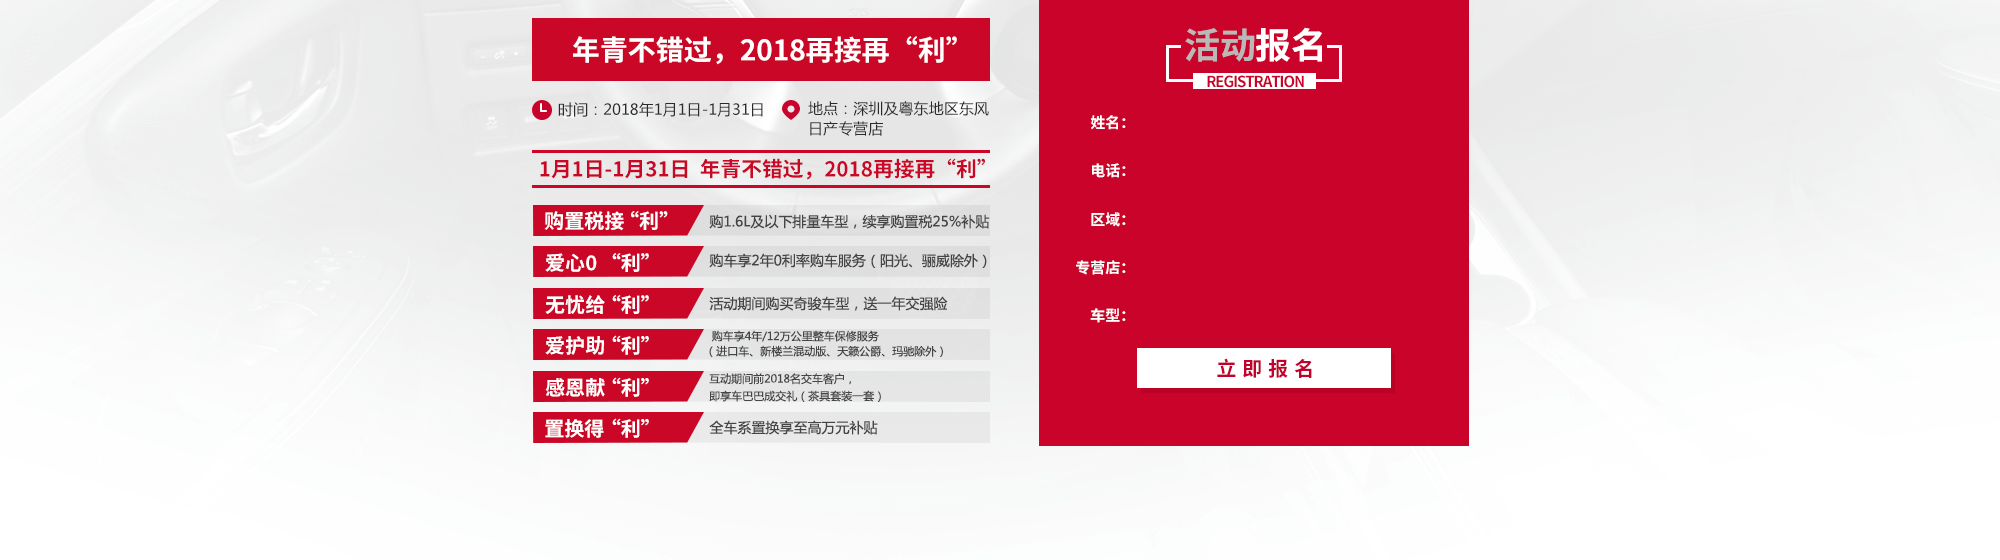 年青不错过，2018再接再“利”
时间：2018年1月1日-1月31日
地点：深圳及粤东地区东风
日产专营店
1月1日-1月31日 年青不错过，2018再接再“利”
购置税接“利”
购1.6L及以下排量车型，续享购置税25%补贴
爱心0 “利”
购车享2年0利率购车服务（阳光、骊威除外）
无忧给“利”
活动期间购买奇骏车型，送一年交强险
爱护助“利”
购车享4年/12万公里整车保修服务
（进口车、新楼兰混动版、天籁公爵、玛驰除外）
感恩献“利”
互动期间前2018名交车客户，
即享车巴巴成交礼（茶具套装一套）
置换得“利”
全车系置换享至高万元补贴
活动报名
REGISTRATION
姓名：
电话：
区域：
专营店：
车型：
立即报名